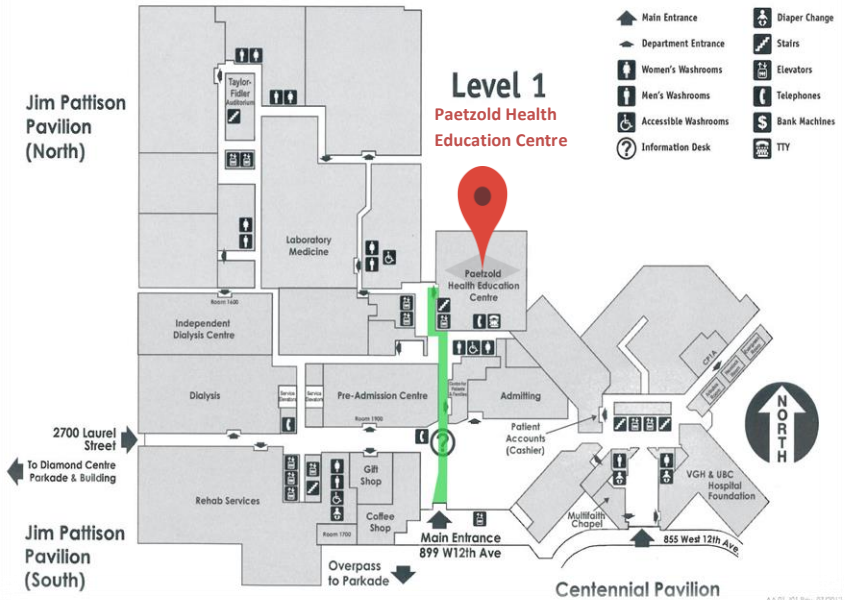 Level 1
Paetzold Health
Education Centre
Main Entrance
Department Entrance
Women's Washrooms
Men's Washrooms
Accessible Washrooms
Information Desk
Diaper Change
Stairs
Elevators
Telephones
Bank Machines
TTY
Jim Pattison
Pavilion
(North)
Taylor-
Fidler
Auditorium
Laboratory
Medicine
Paetzold
Health Education
Centre
Room 1600
Independent
Dialysis Centre
CP1A
Dialysis
Service
Elevators
Service
Elevators
Pre-Admission Centre
Room 1900
Admitting
Patient
Accounts
(Cashier)
NORTH
2700 Laurel
Street
To Diamond Centre
Parkade & Building
Rehab Services
Gift
Shop
Coffee
Shop
Room 1700
VGH & UBC
Hospital
Foundation
Multifaith
Chapel
Jim Pattison
Pavilion
(South)
Main Entrance
899 W12th Ave
855 West 12th Ave.
Overpass
to Parkade
Centennial Pavilion